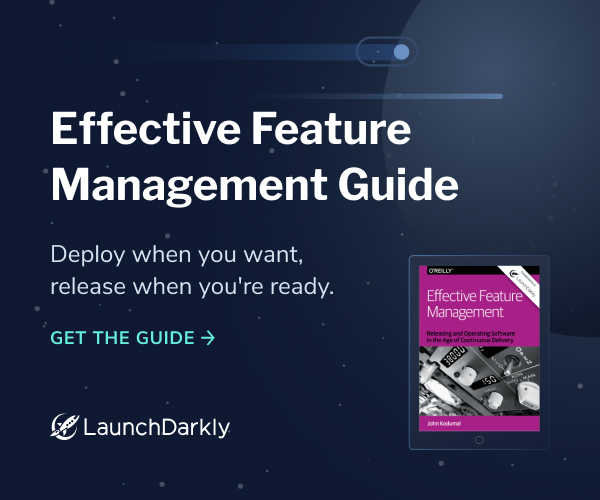 Effective Feature
Management Guide
Deploy when you want,
release when you're ready.
GET THE GUIDE →
O'REILLY®
LaunchDarkly
Effective Feature
Management
Releasing and Operating Software
in the Age of Continuous Delivery
John Kodumal
LaunchDarkly